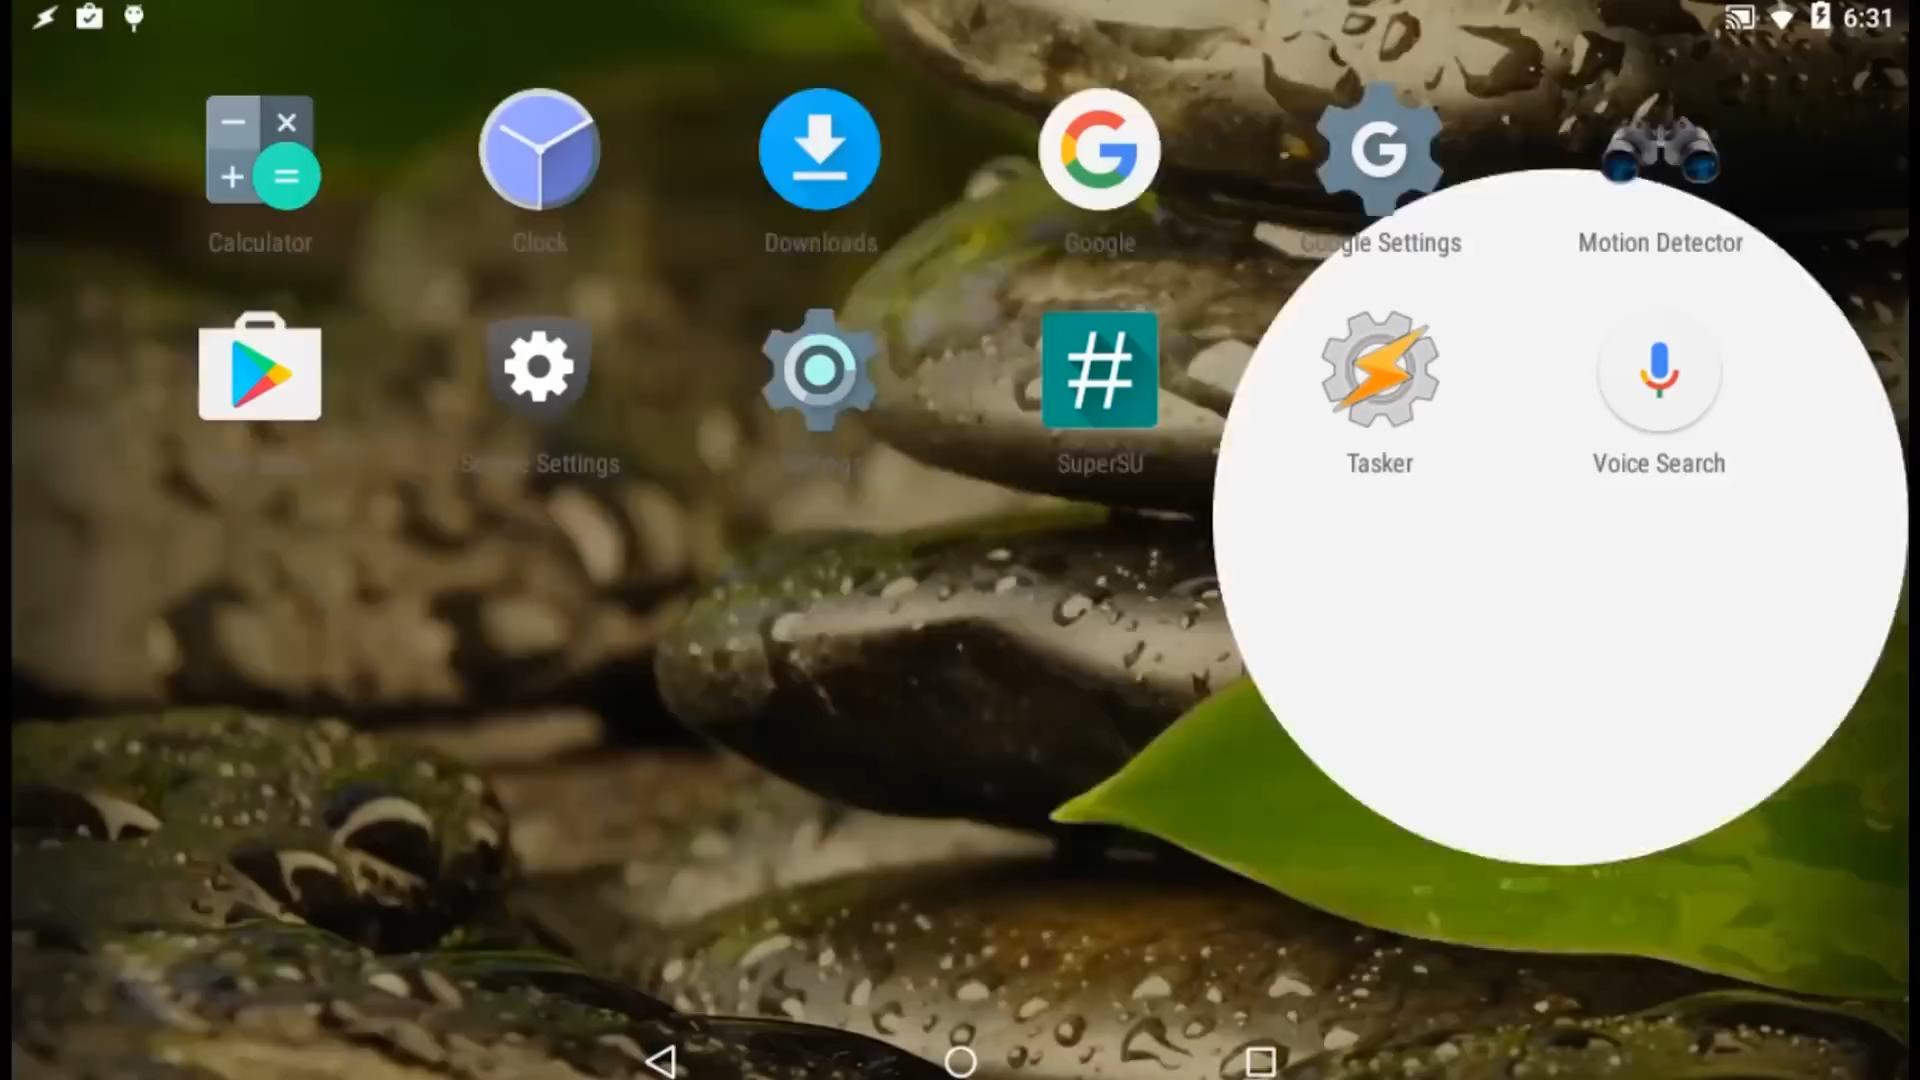 6:31
Calculator
Clock
Downloads
Google
Google Settings
Motion Detector
Settings
SuperSU
Tasker
Voice Search